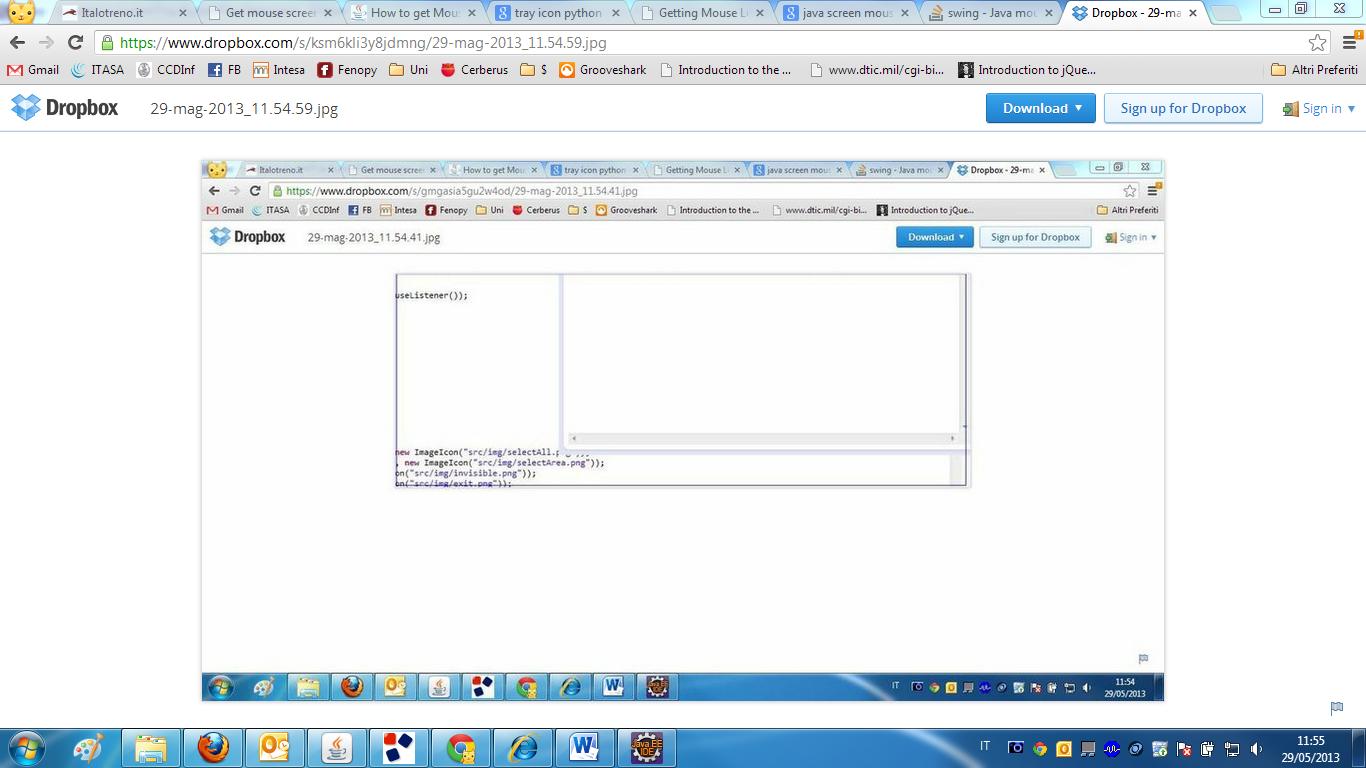 Italotreno.it Get mouse screen How to get Mous tray icon python Getting Mouse L java screen mous swing - Java mou Dropbox - 29-ma
https://www.dropbox.com/s/ksm6kli3y8jdmng/29-mag-2013_11.54.59.jpg
Gmail ITASA CCDInf FB Intesa Fenopy Uni Cerberus $ Grooveshark Introduction to the ... www.dtic.mil/cgi-bi... Introduction to jQue... Altri Preferiti
Dropbox 29-mag-2013_11.54.59.jpg Download Sign up for Dropbox Sign in
Italotreno.it Get mouse screen How to get Mou tray icon python Getting Mouse L java screen mous swing - Java mo Dropbox - 29-ma
https://www.dropbox.com/s/gmgasia5gu2w4od/29-mag-2013_11.54.41.jpg
Gmail ITASA CCDInf FB Intesa Fenopy Uni Cerberus $ Grooveshark Introduction to the ... www.dtic.mil/cgi-bi... Introduction to jQue... Altri Preferiti
Dropbox 29-mag-2013_11.54.41.jpg Download Sign up for Dropbox Sign in
useListener());
new ImageIcon("src/img/selectAll.png"));
, new ImageIcon("src/img/selectArea.png"));
on("src/img/invisible.png"));
on("src/img/exit.png"));
IT 11:54
29/05/2013
Java EE
IDE
IT 11:55
29/05/2013